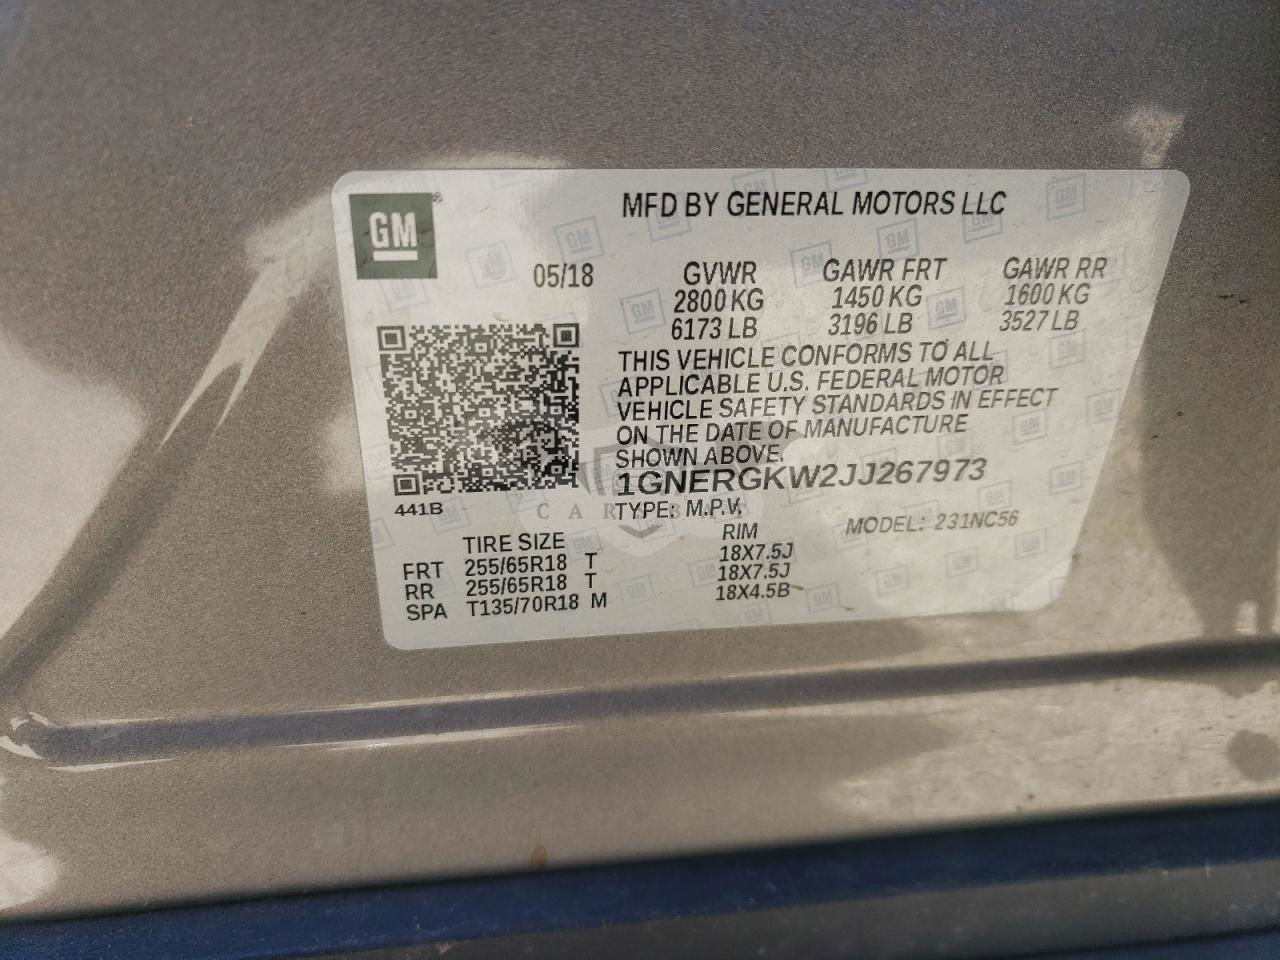 GM
MFD BY GENERAL MOTORS LLC
05/18
GVWR GAWR FRT GAWR RR
2800 KG 1450 KG 1600 KG
6173 LB 3196 LB 3527 LB
THIS VEHICLE CONFORMS TO ALL
APPLICABLE U.S. FEDERAL MOTOR
VEHICLE SAFETY STANDARDS IN EFFECT
ON THE DATE OF MANUFACTURE
SHOWN ABOVE.
1GNERGKW2JJ267973
441B
TYPE: M.P.V. MODEL: 231NC56
TIRE SIZE RIM
FRT 255/65R18 T 18X7.5J
RR 255/65R18 T 18X7.5J
SPA T135/70R18 M 18X4.5B